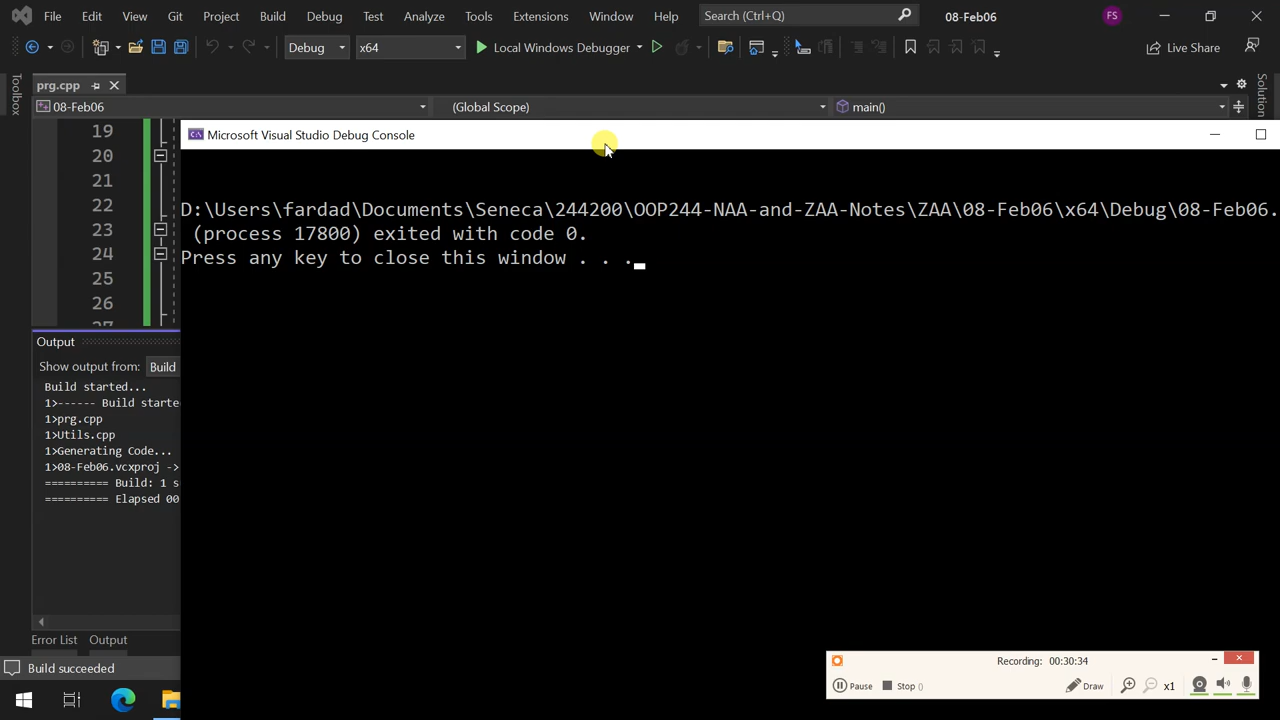 File Edit View Git Project Build Debug Test Analyze Tools Extensions Window Help Search (Ctrl+Q) 08-Feb06 FS
Debug x64 Local Windows Debugger Live Share
Toolbox
prg.cpp
Solution
08-Feb06 (Global Scope) main()
19
20
21
22
23
24
25
26
27
Microsoft Visual Studio Debug Console
D:\Users\fardad\Documents\Seneca\244200\OOP244-NAA-and-ZAA-Notes\ZAA\08-Feb06\x64\Debug\08-Feb06.
(process 17800) exited with code 0.
Press any key to close this window . . .
Output
Show output from: Build
Build started...
1>------ Build starte
1>prg.cpp
1>Utils.cpp
1>Generating Code...
1>08-Feb06.vcxproj ->
========== Build: 1 s
========== Elapsed 00
Error List Output
Build succeeded
Recording: 00:30:34
Pause Stop () Draw x1